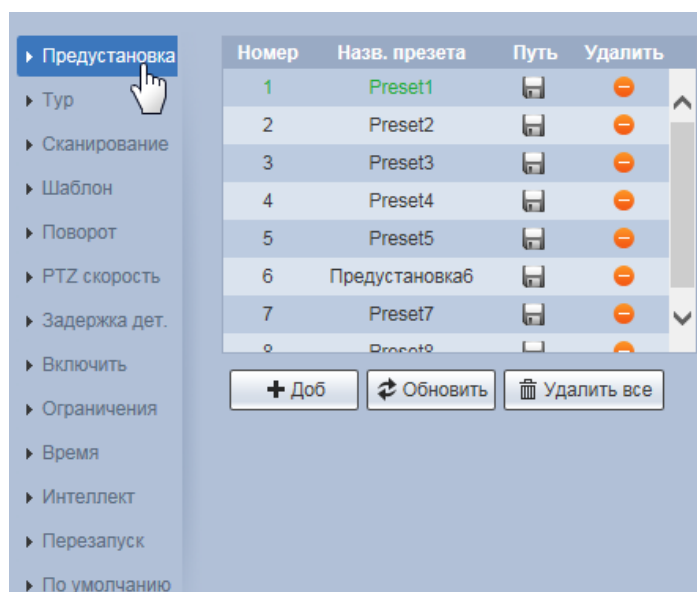 Предустановка
Тур
Сканирование
Шаблон
Поворот
PTZ скорость
Задержка дет.
Включить
Ограничения
Время
Интеллект
Перезапуск
По умолчанию
Номер Назв. презета Путь Удалить
1 Preset1
2 Preset2
3 Preset3
4 Preset4
5 Preset5
6 Предустановка6
7 Preset7
8 Preset8
Доб Обновить Удалить все